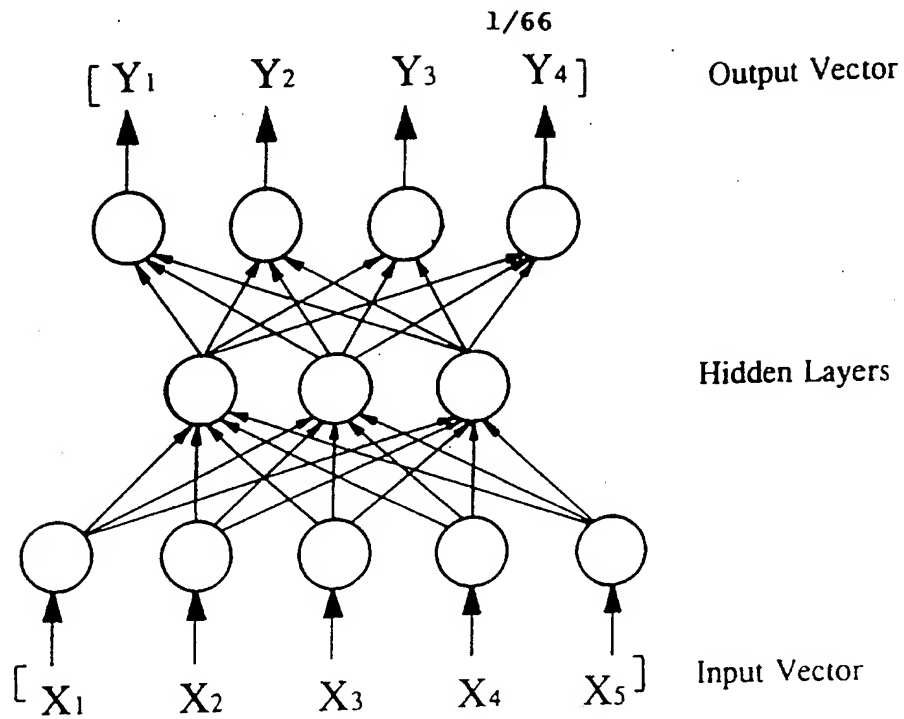 1/66
[ Y1 Y2 Y3 Y4 ] Output Vector
Hidden Layers
[ X1 X2 X3 X4 X5 ] Input Vector